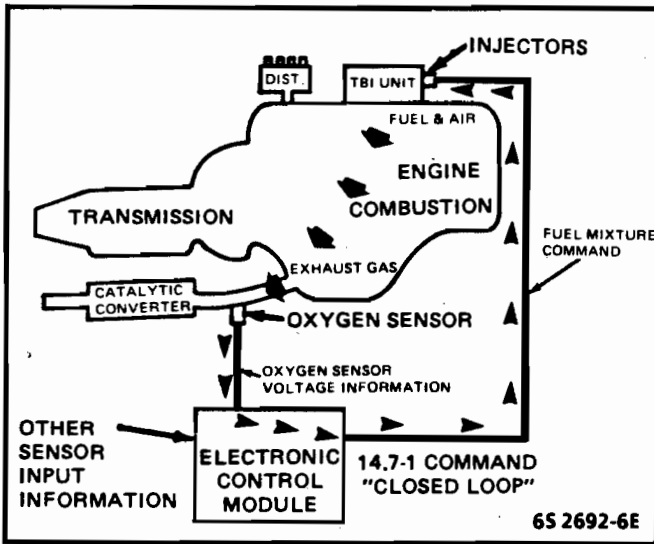 INJECTORS
DIST.
TBI UNIT
FUEL & AIR
ENGINE
COMBUSTION
TRANSMISSION
FUEL MIXTURE
COMMAND
EXHAUST GAS
CATALYTIC
CONVERTER
OXYGEN SENSOR
OXYGEN SENSOR
VOLTAGE INFORMATION
OTHER
SENSOR
INPUT
INFORMATION
ELECTRONIC
CONTROL
MODULE
14.7-1 COMMAND
"CLOSED LOOP"
6S 2692-6E